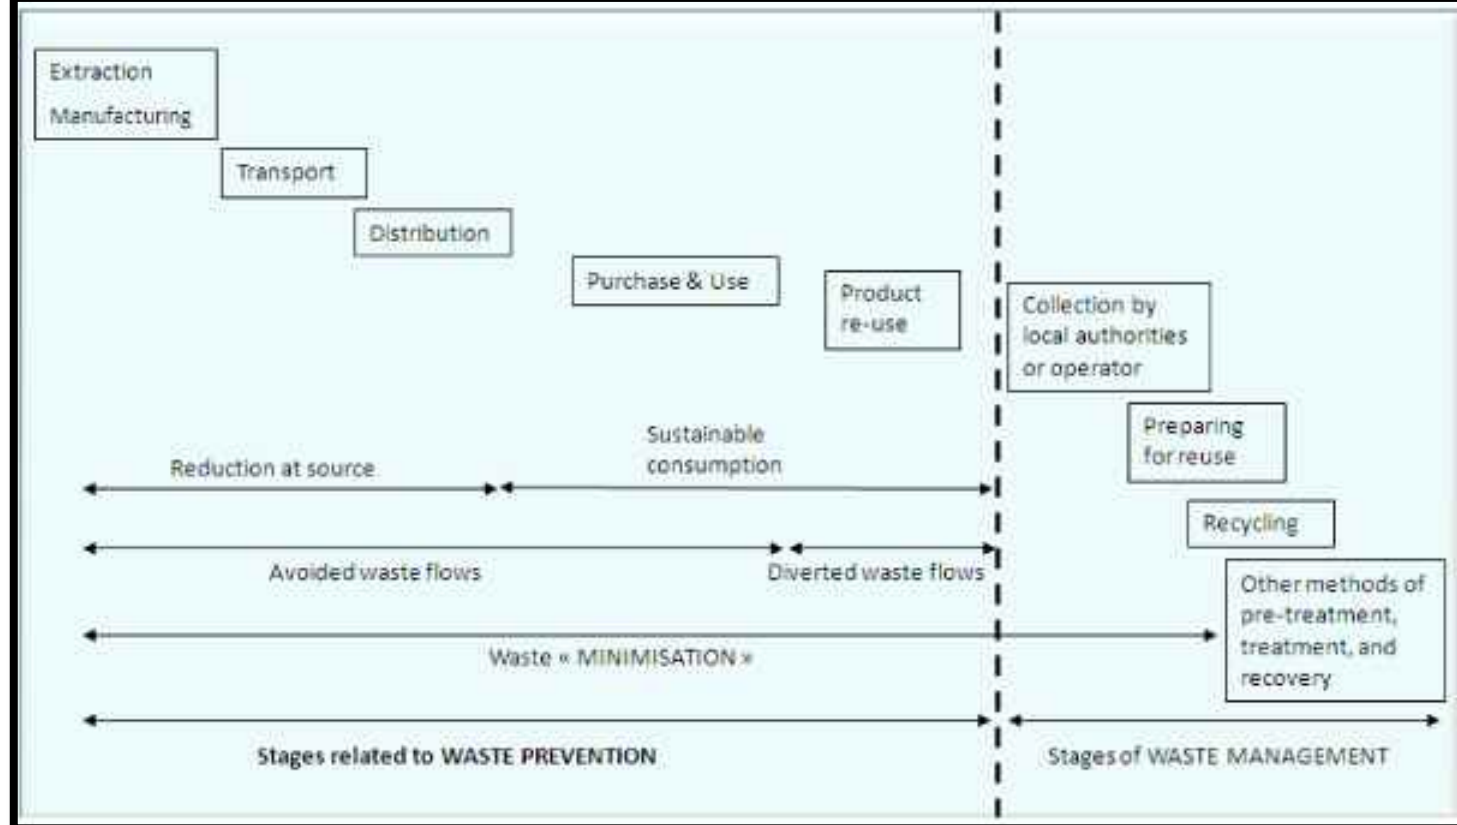 Extraction
Manufacturing
Transport
Distribution
Purchase & Use
Product
re-use
Collection by
local authorities
or operator
Preparing
for reuse
Recycling
Other methods of
pre-treatment,
treatment, and
recovery
Reduction at source
Sustainable
consumption
Avoided waste flows
Diverted waste flows
Waste « MINIMISATION »
Stages related to WASTE PREVENTION
Stages of WASTE MANAGEMENT